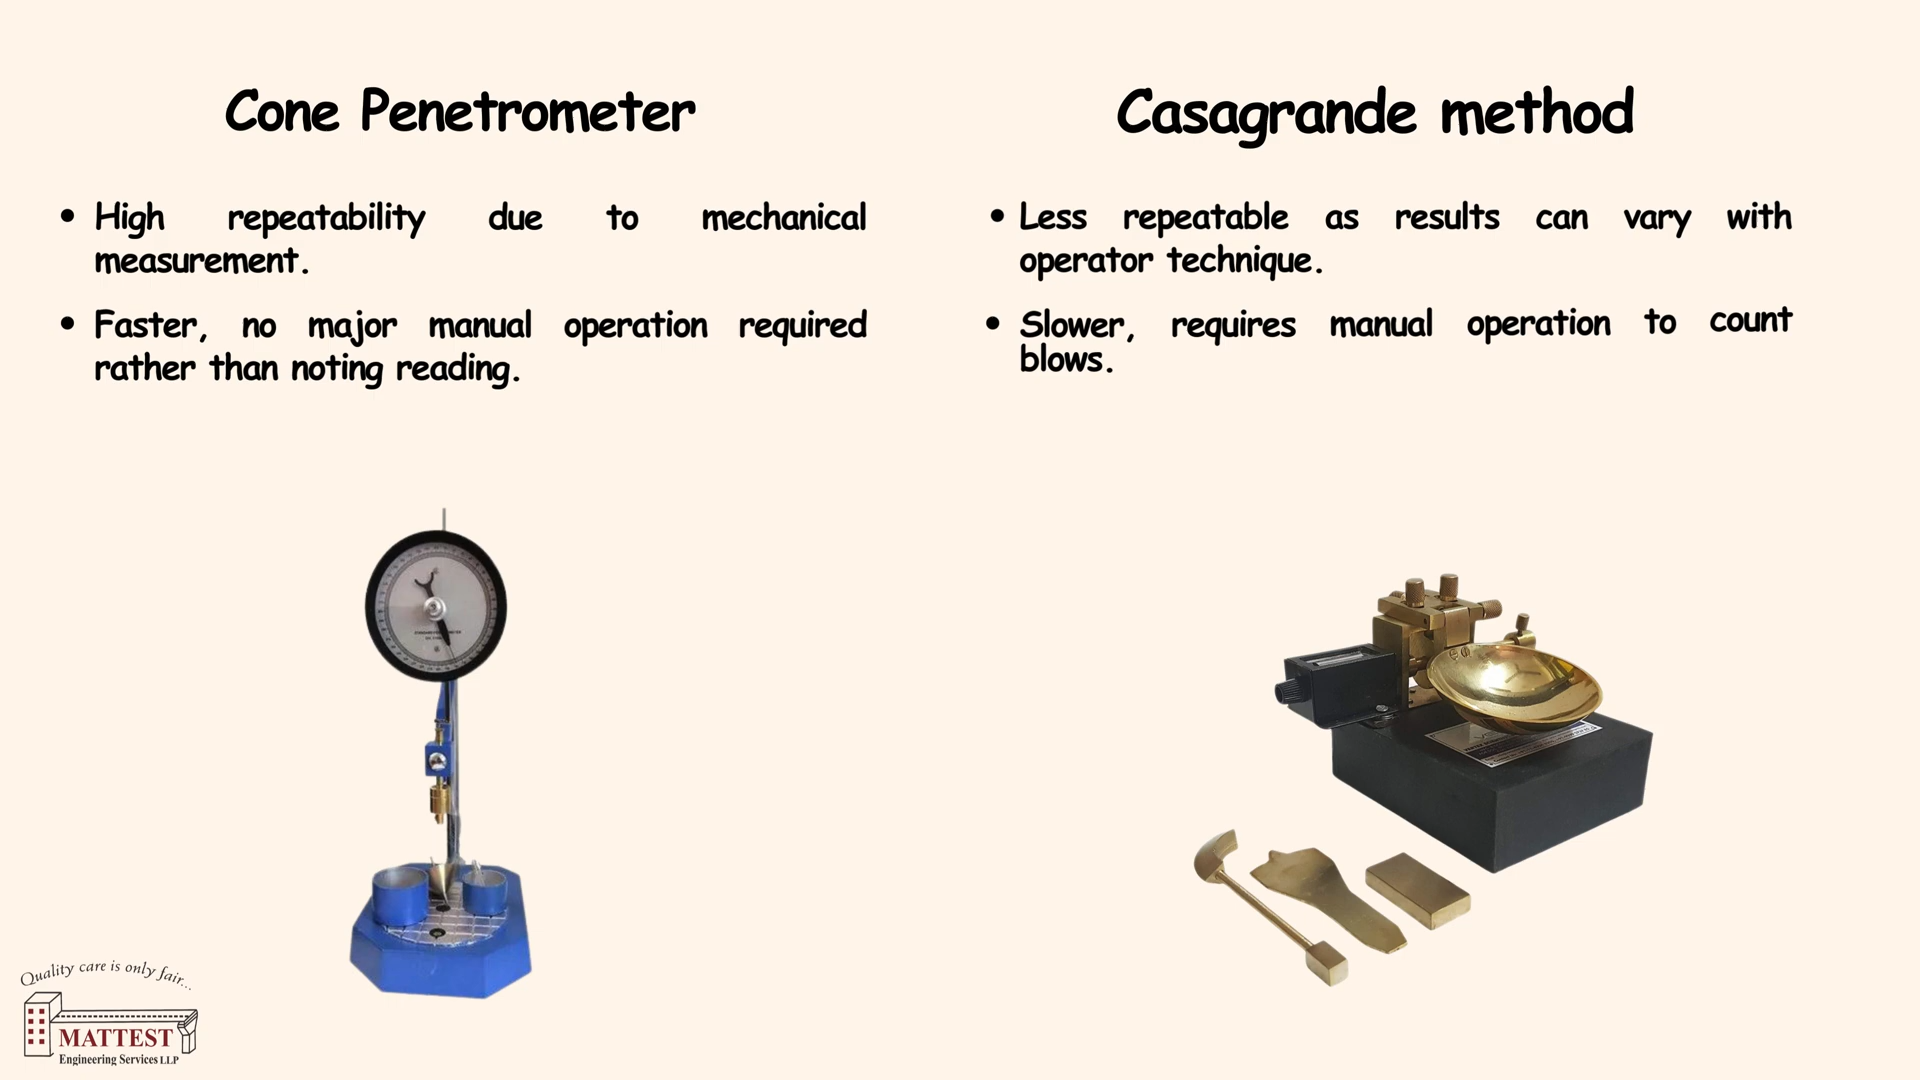 Cone Penetrometer
• High repeatability due to mechanical
measurement.
• Faster, no major manual operation required
rather than noting reading.
Casagrande method
• Less repeatable as results can vary with
operator technique.
• Slower, requires manual operation to count
blows.
Quality care is only fair...
MATTEST
Engineering Services LLP